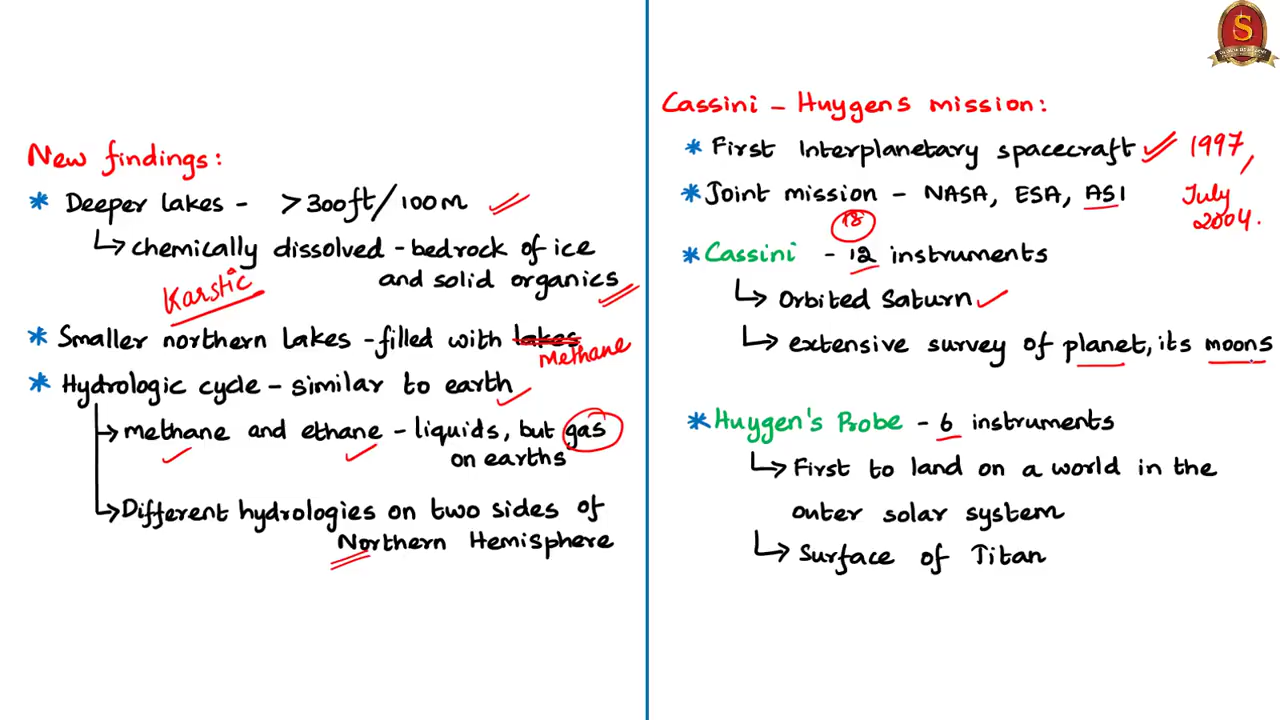 New findings:
* Deeper lakes - >300ft/100m
chemically dissolved - bedrock of ice
and solid organics
Karstic
* Smaller northern lakes - filled with lakes
Methane
* Hydrologic cycle - similar to earth
methane and ethane - liquids, but gas
on earths
Different hydrologies on two sides of
Northern Hemisphere
S
Cassini - Huygens mission:
* First Interplanetary spacecraft 1997,
* Joint mission - NASA, ESA, ASI July
2004.
18
* Cassini - 12 instruments
Orbited Saturn
extensive survey of planet, its moons
* Huygen's Probe - 6 instruments
First to land on a world in the
outer solar system
Surface of Titan